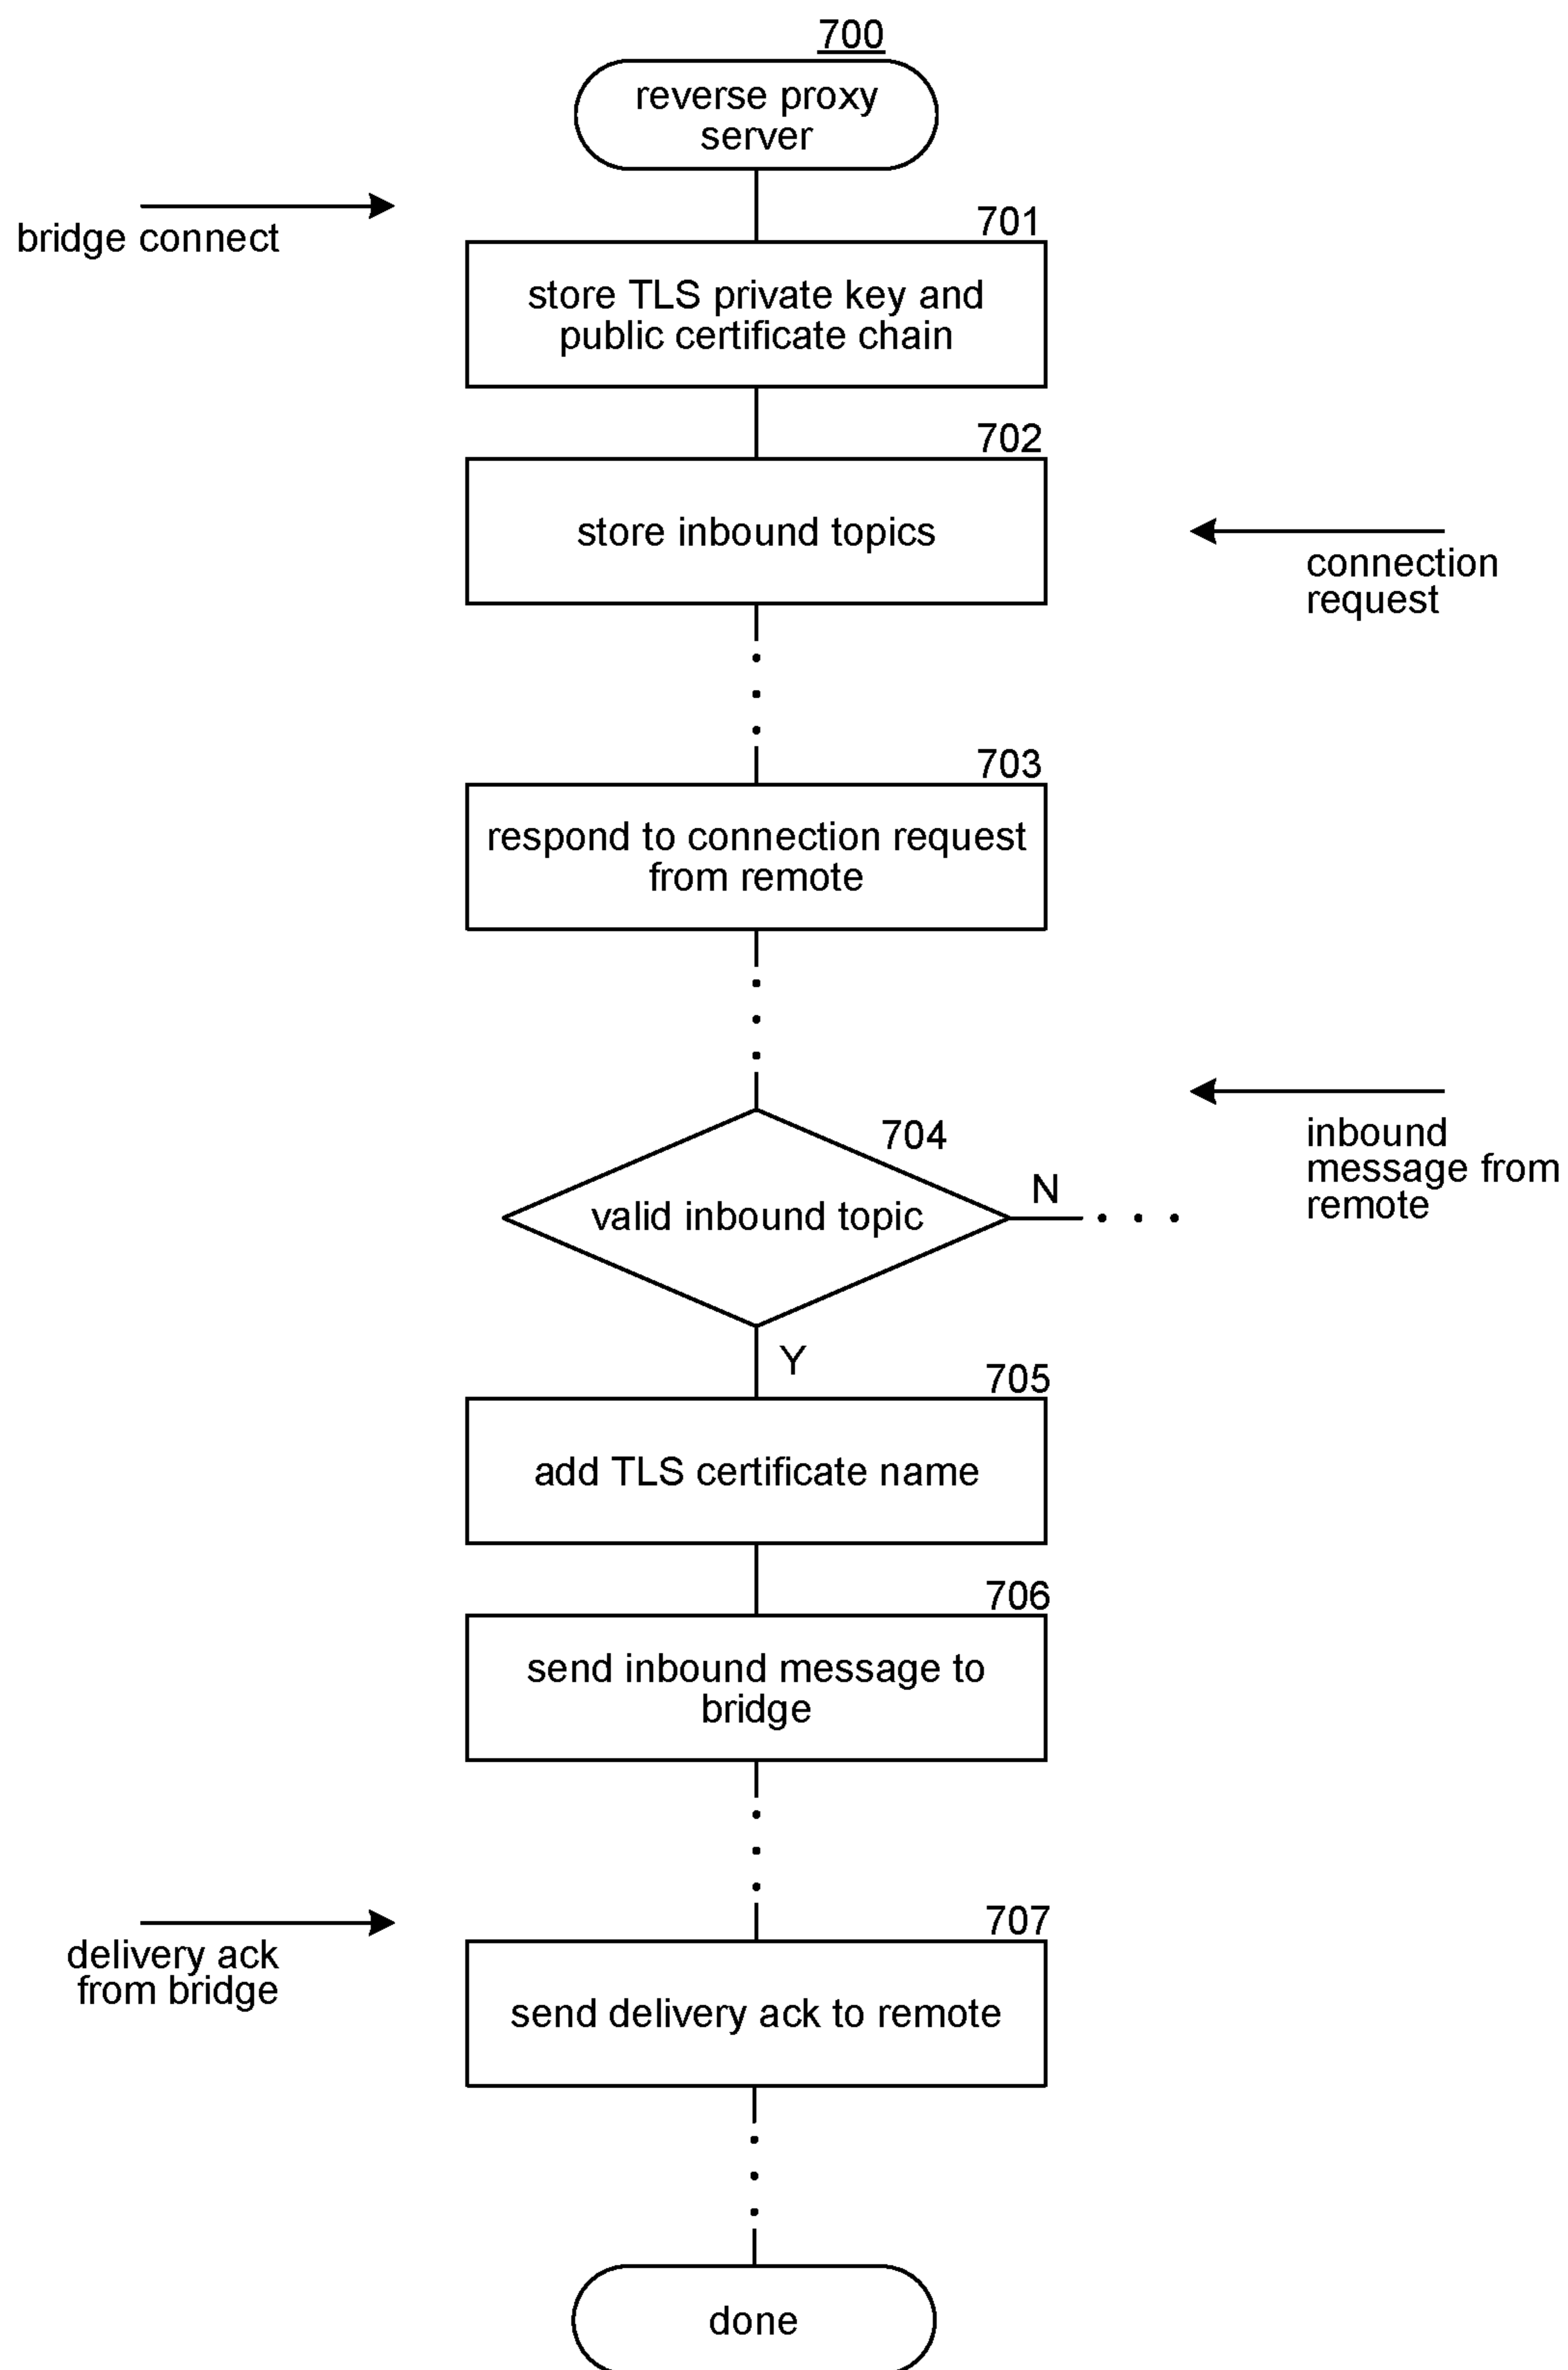 700
reverse proxy
server
bridge connect
701
store TLS private key and
public certificate chain
702
store inbound topics
connection
request
703
respond to connection request
from remote
704
valid inbound topic
N
inbound
message from
remote
Y
705
add TLS certificate name
706
send inbound message to
bridge
delivery ack
from bridge
707
send delivery ack to remote
done